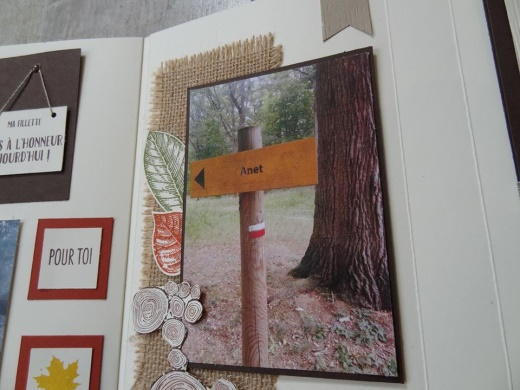 MA FILLETTE
S À L'HONNEUR
JOURD'HUI !
POUR TOI
Anet